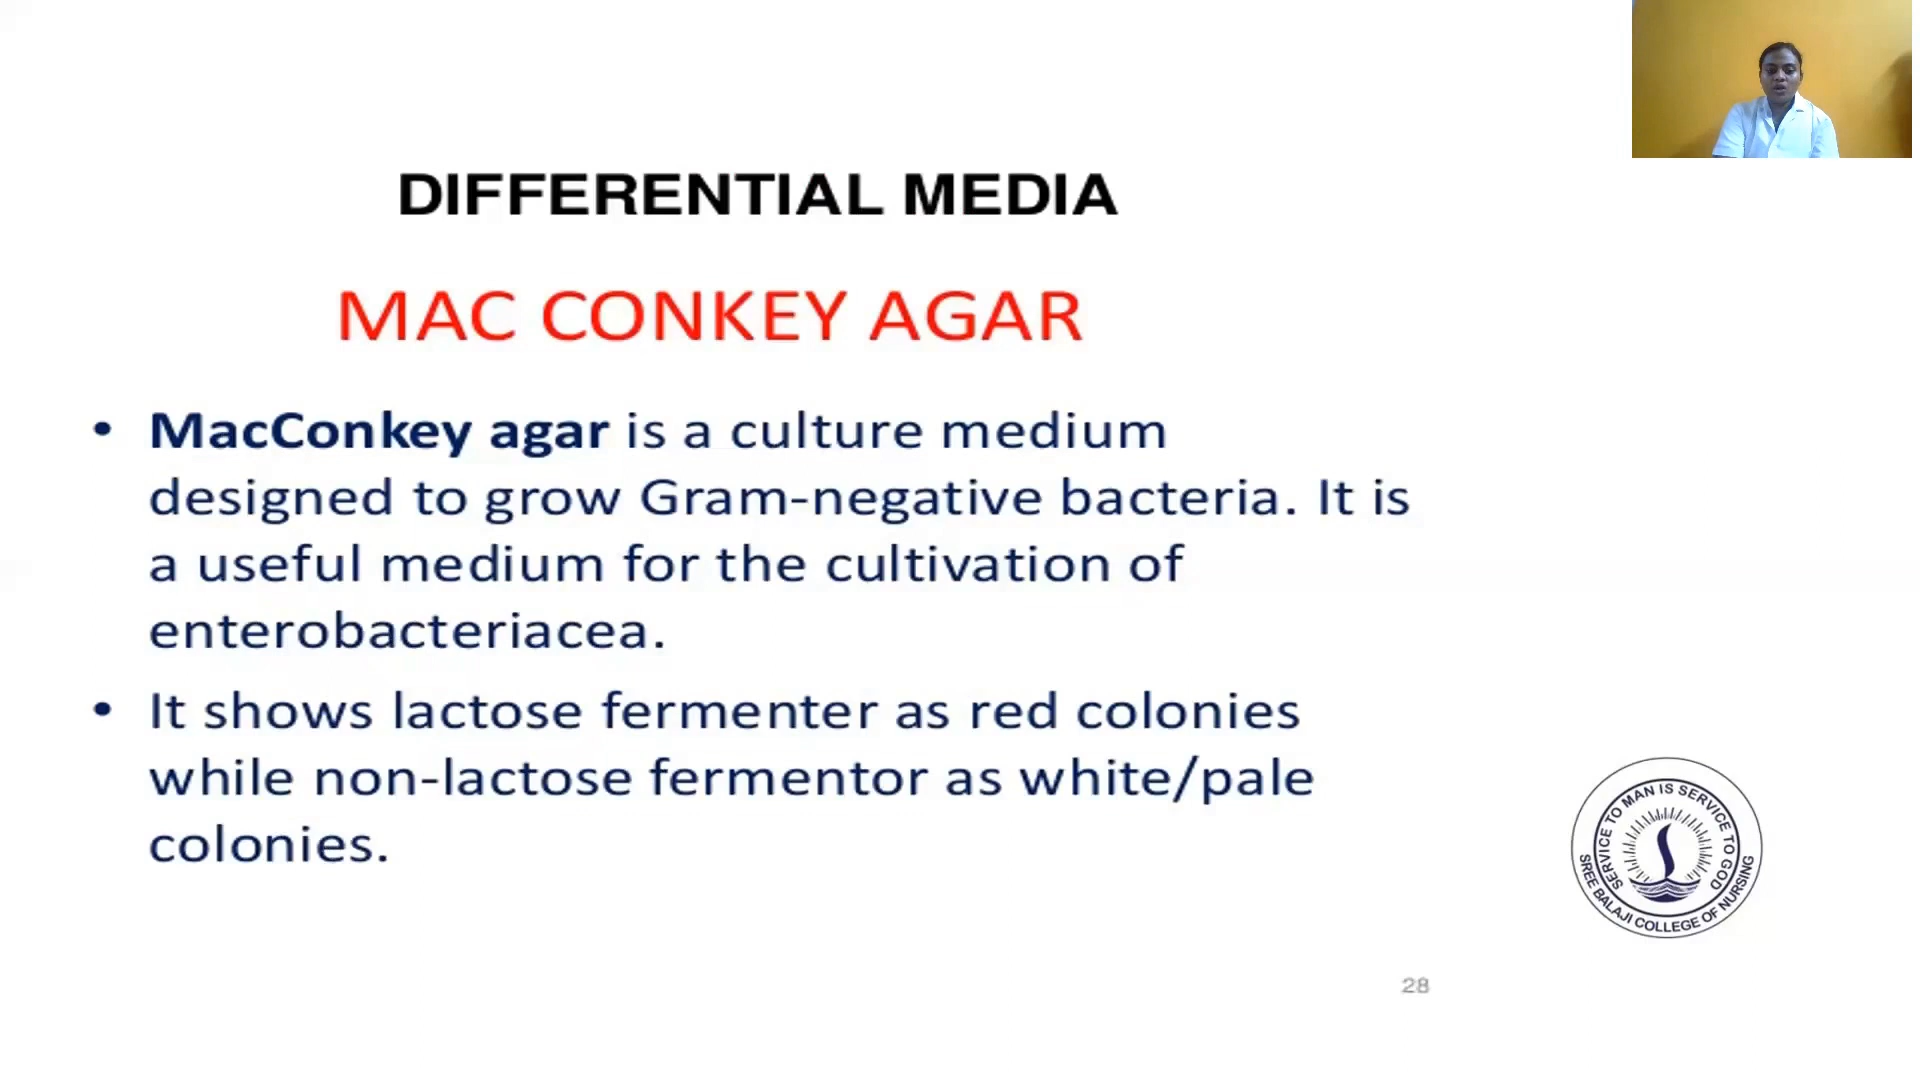 DIFFERENTIAL MEDIA
MAC CONKEY AGAR
• MacConkey agar is a culture medium
designed to grow Gram-negative bacteria. It is
a useful medium for the cultivation of
enterobacteriacea.
• It shows lactose fermenter as red colonies
while non-lactose fermentor as white/pale
colonies.
SERVICE TO MAN IS SERVICE TO GOD
SREE BALAJI COLLEGE OF NURSING
28